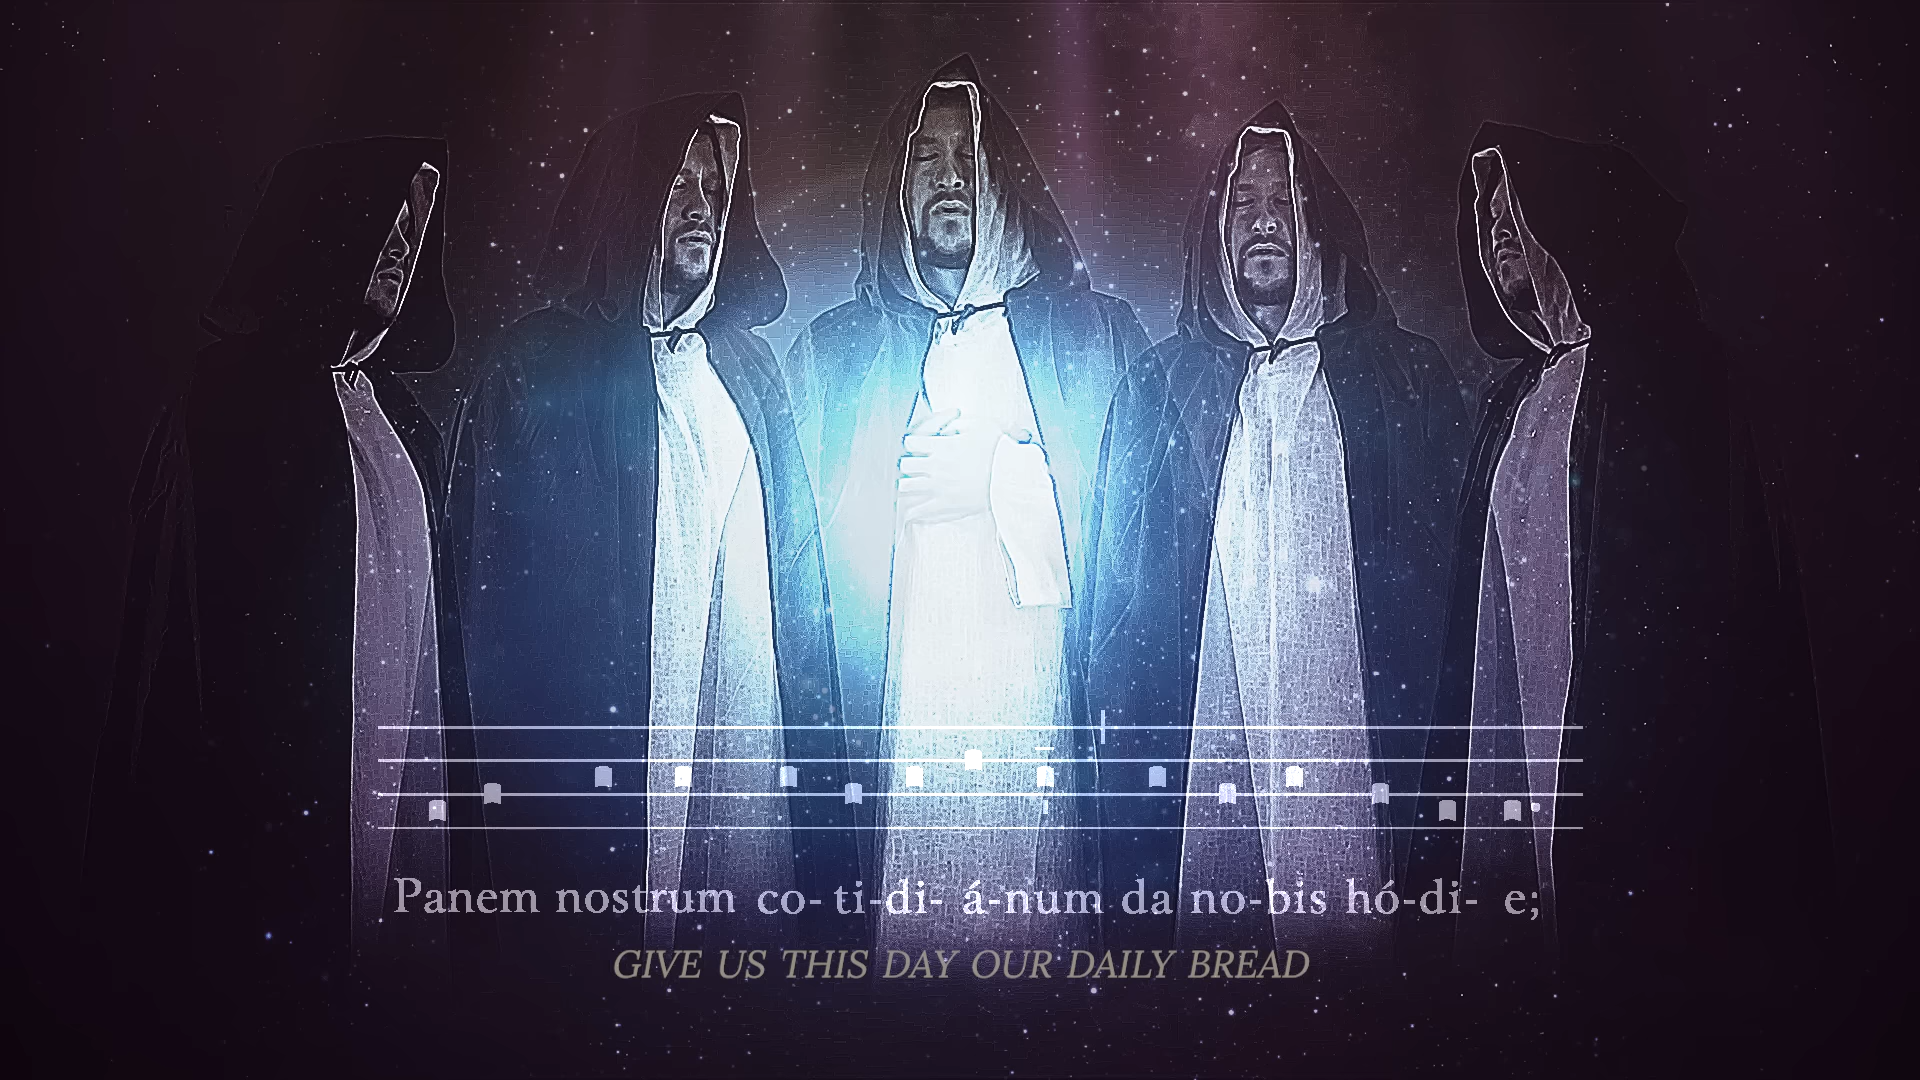 Panem nostrum co- ti-di- á-num da no-bis hó-di- e;
GIVE US THIS DAY OUR DAILY BREAD